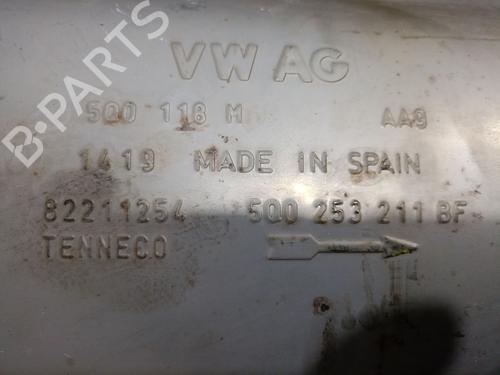 B-PARTS
VW AG
5Q0 118 M AA9
1419 MADE IN SPAIN
82211254 5Q0 253 211 BF
TENNECO